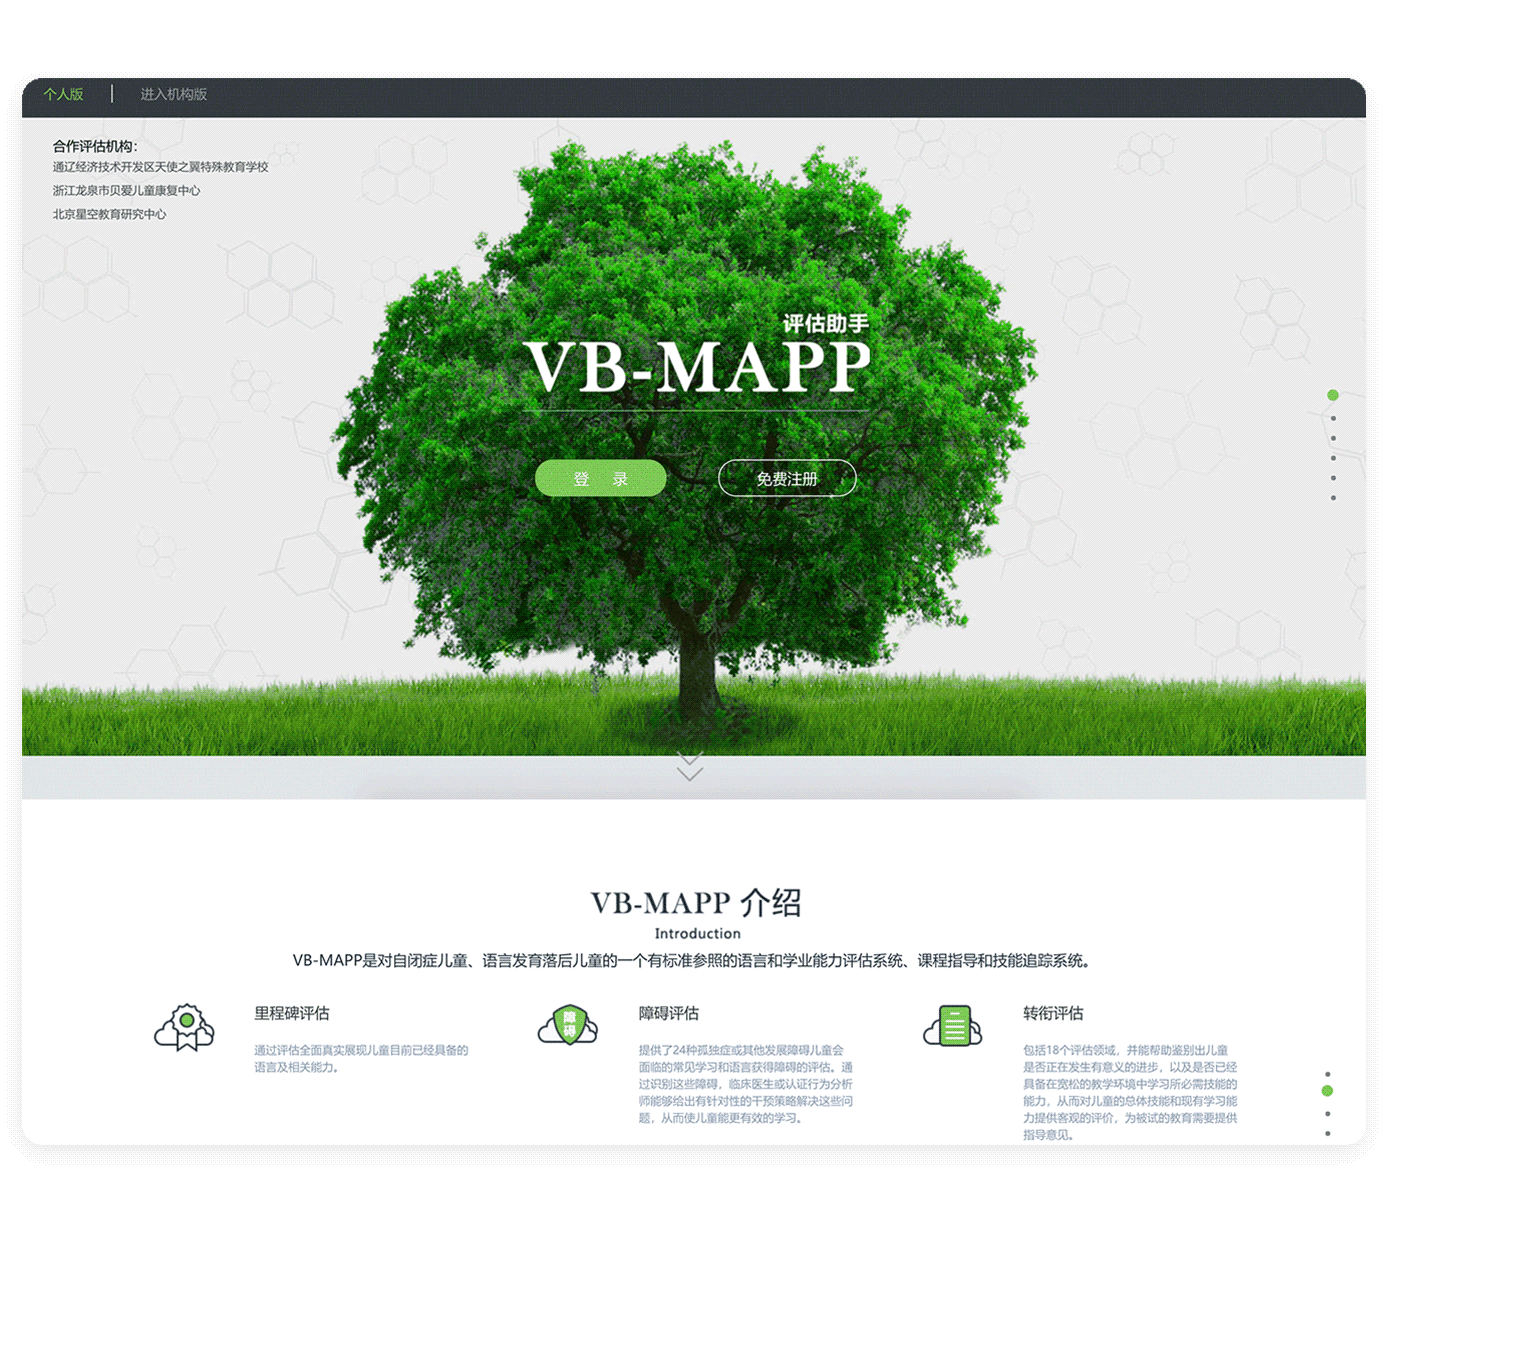 个人版
进入机构版
合作评估机构:
通辽经济技术开发区天使之翼特殊教育学校
浙江龙泉市贝爱儿童康复中心
北京星空教育研究中心
评估助手
VB-MAPP
登 录
免费注册
VB-MAPP 介绍
Introduction
VB-MAPP是对自闭症儿童、语言发育落后儿童的一个有标准参照的语言和学业能力评估系统、课程指导和技能追踪系统。
里程碑评估
通过评估全面真实展现儿童目前已经具备的
语言及相关能力。
障碍
障碍评估
提供了24种孤独症或其他发展障碍儿童会
面临的常见学习和语言获得障碍的评估。通
过识别这些障碍，临床医生或认证行为分析
师能够给出有针对性的干预策略解决这些问
题，从而使儿童能更有效的学习。
转衔评估
包括18个评估领域，并能帮助鉴别出儿童
是否正在发生有意义的进步，以及是否已经
具备在宽松的教学环境中学习所必需技能的
能力，从而对儿童的总体技能和现有学习能
力提供客观的评价，为被试的教育需要提供
指导意见。